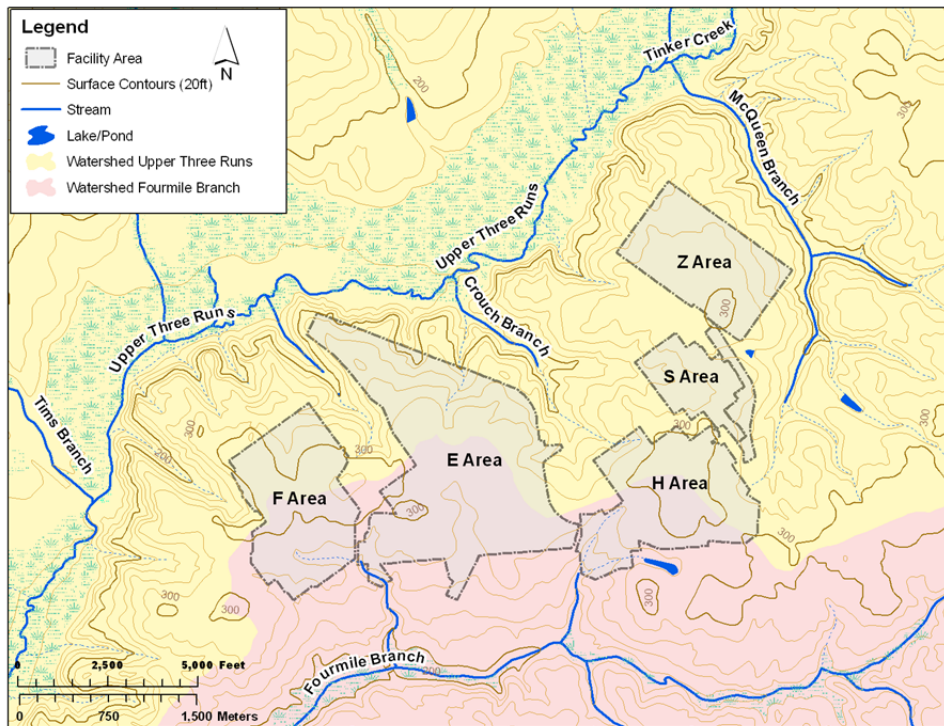 Legend
Facility Area
Surface Contours (20ft)
Stream
Lake/Pond
Watershed Upper Three Runs
Watershed Fourmile Branch
N
200
Tinker Creek
McQueen Branch
Upper Three Runs
Z Area
300
Crouch Branch
Upper Three Runs
S Area
Tims Branch
300
300
300
E Area
H Area
F Area
300
300
300
300
300
300
Fourmile Branch
200
0 2,500 5,000 Feet
0 750 1,500 Meters